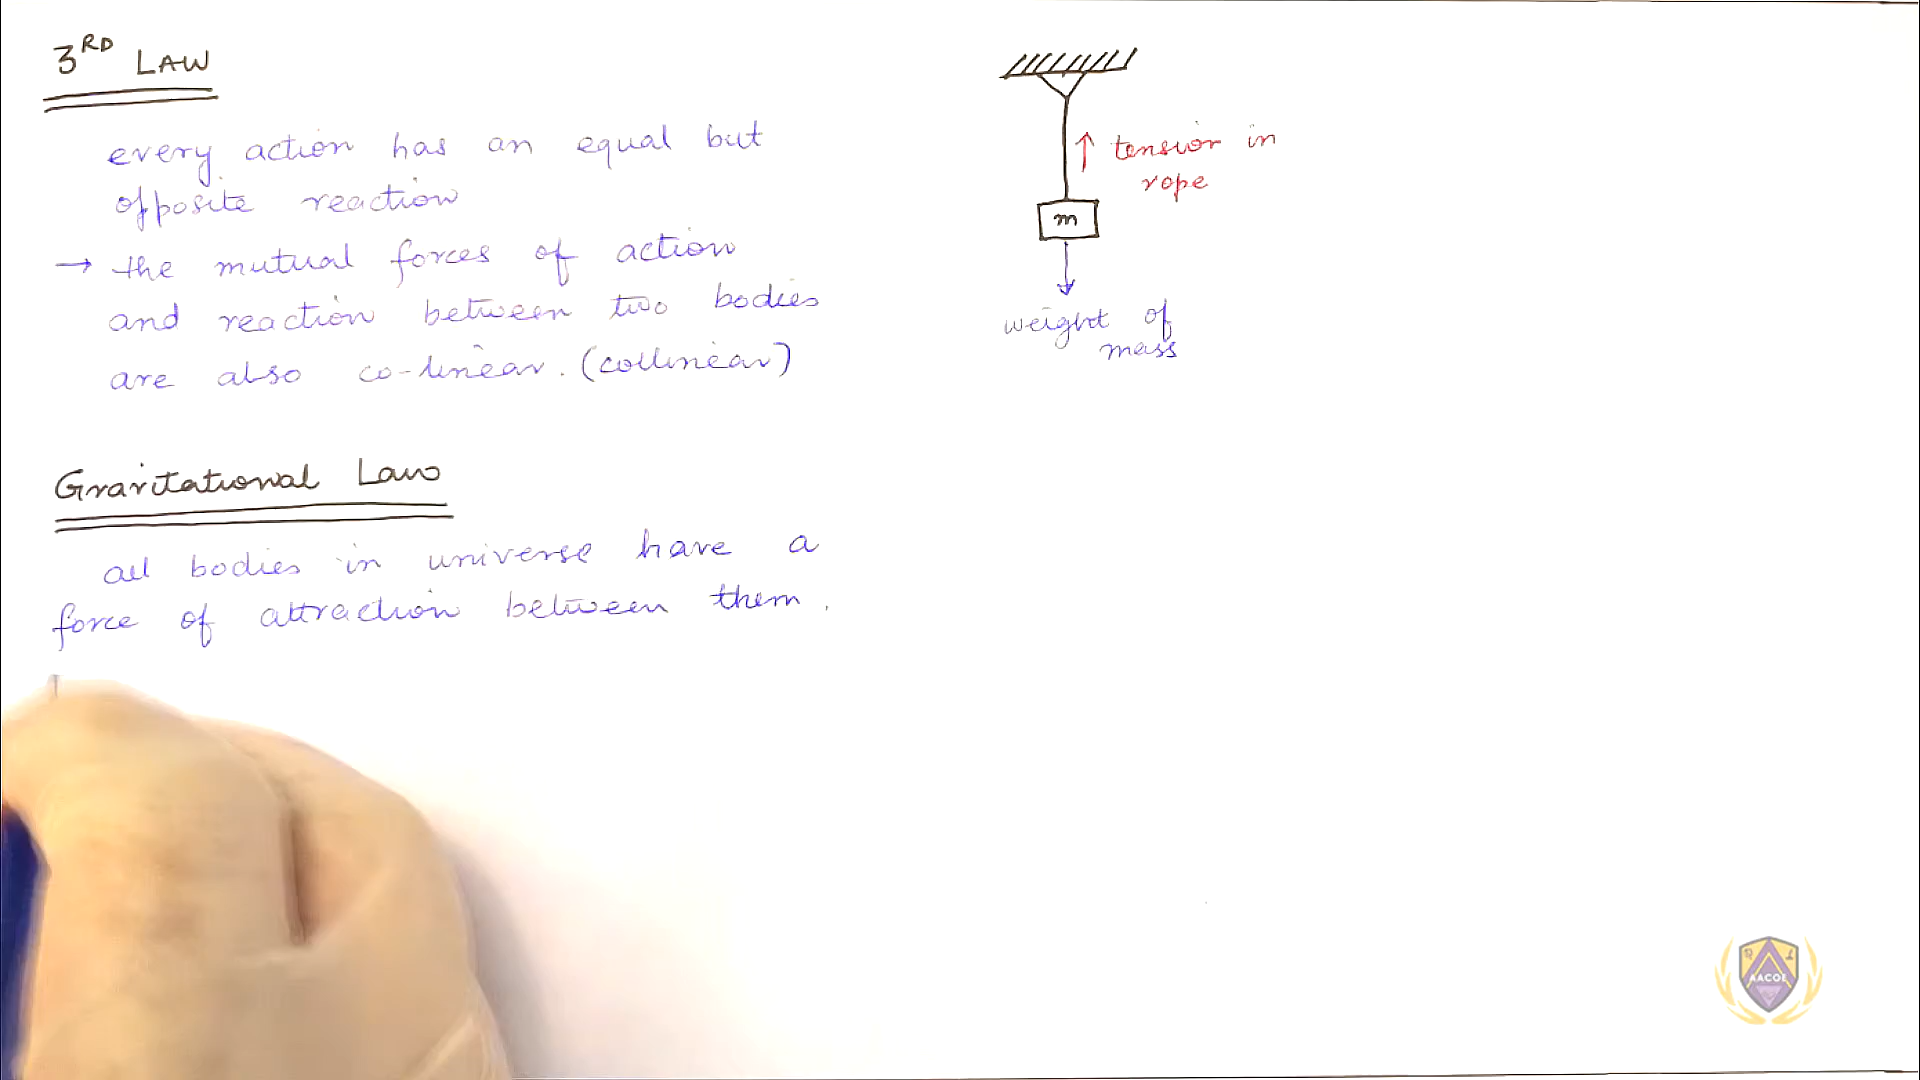 3RD LAW
every action has an equal but
opposite reaction
→ the mutual forces of action
and reaction between two bodies
are also co-linear. (collinear)
Gravitational Law
all bodies in universe have a
force of attraction between them.
↑ tension in
rope
m
weight of
mass
AACOE